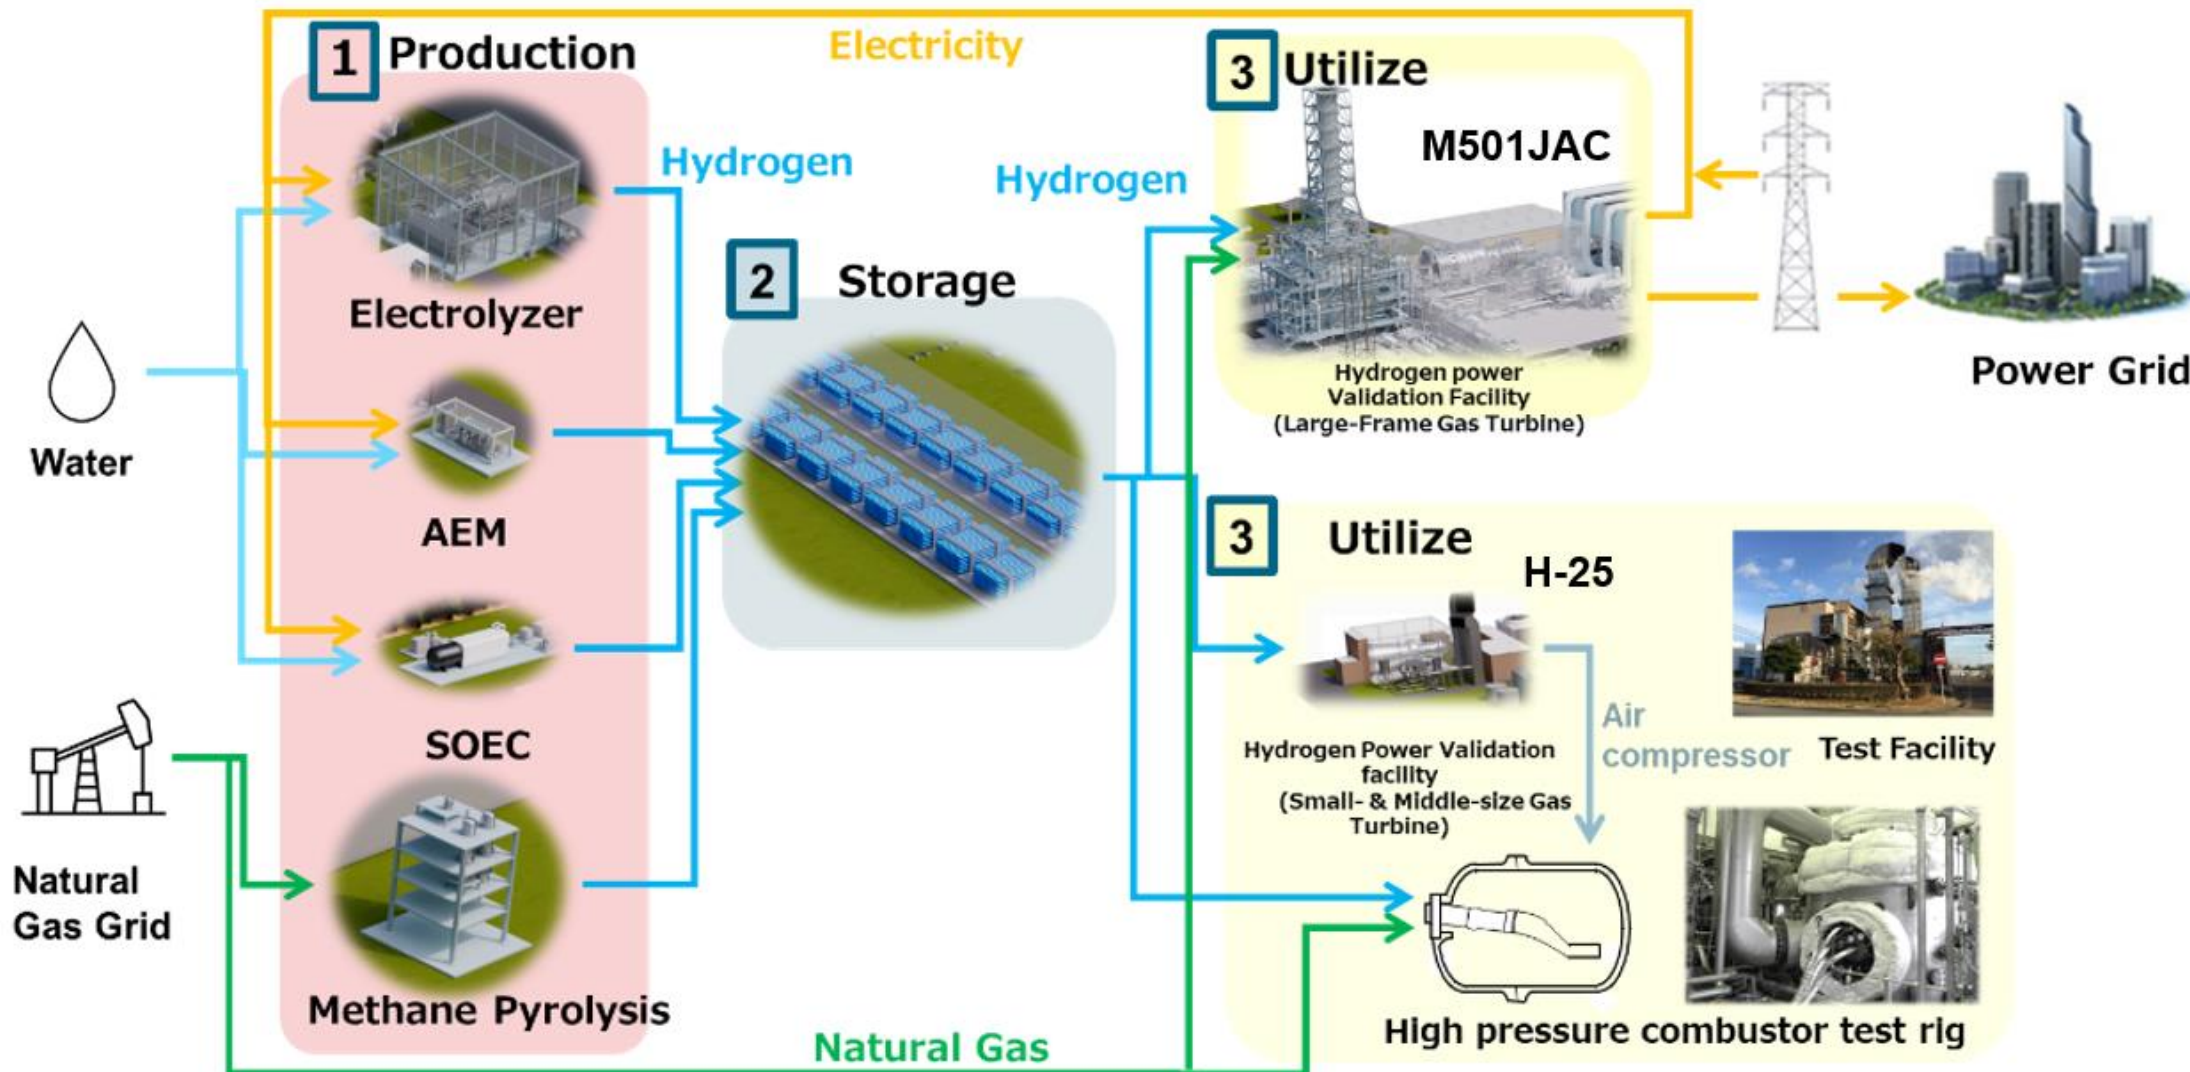 1 Production
Electricity
3 Utilize
M501JAC
Hydrogen
Hydrogen
Electrolyzer
2 Storage
Water
AEM
Hydrogen power
Validation Facility
(Large-Frame Gas Turbine)
Power Grid
3 Utilize
H-25
SOEC
Air
compressor
Test Facility
Hydrogen Power Validation
facility
(Small- & Middle-size Gas
Turbine)
Natural
Gas Grid
Methane Pyrolysis
Natural Gas
High pressure combustor test rig